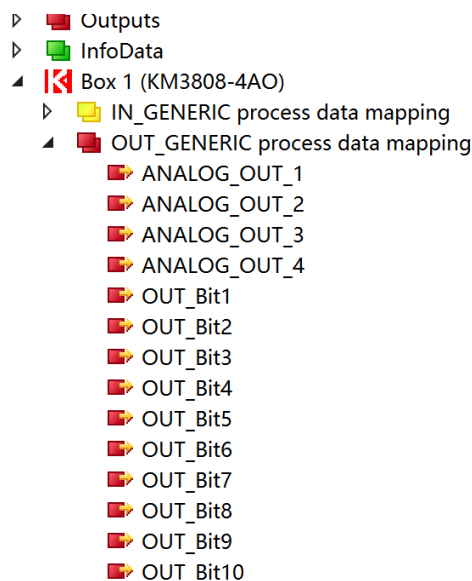 Outputs
InfoData
Box 1 (KM3808-4AO)
IN_GENERIC process data mapping
OUT_GENERIC process data mapping
ANALOG_OUT_1
ANALOG_OUT_2
ANALOG_OUT_3
ANALOG_OUT_4
OUT_Bit1
OUT_Bit2
OUT_Bit3
OUT_Bit4
OUT_Bit5
OUT_Bit6
OUT_Bit7
OUT_Bit8
OUT_Bit9
OUT_Bit10